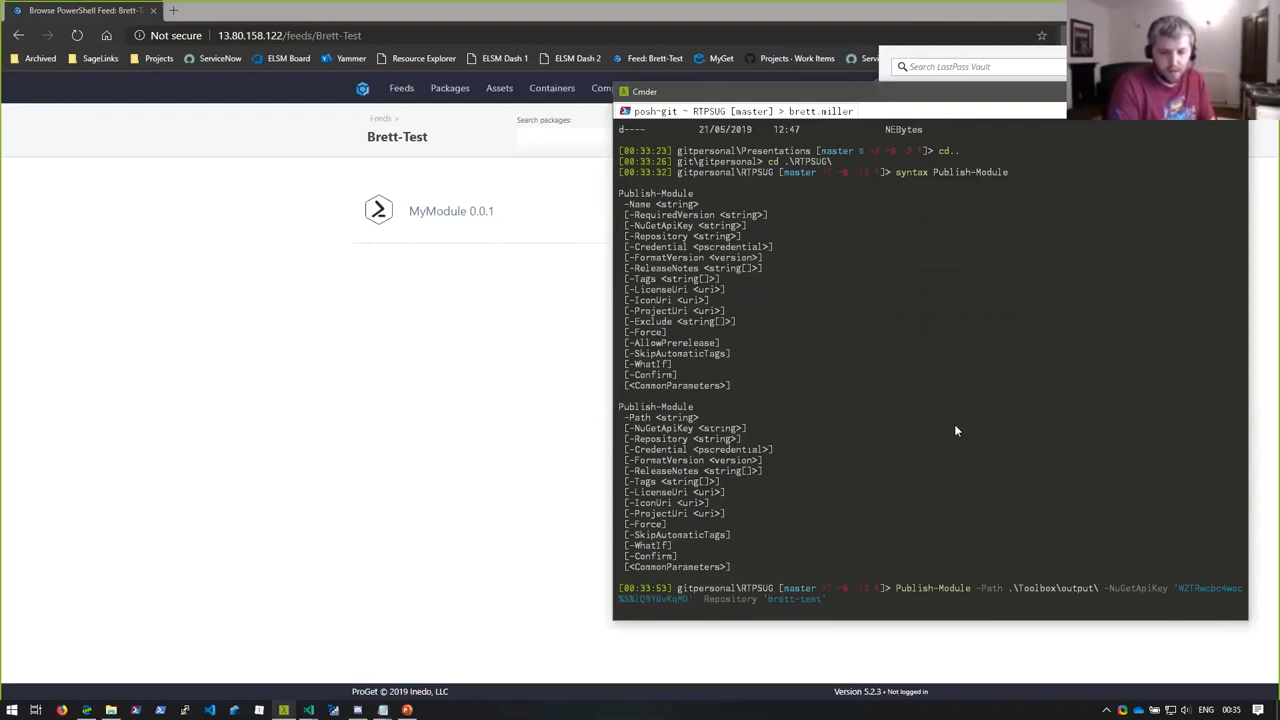 Browse PowerShell Feed: Brett-T
Not secure 13.80.158.122/feeds/Brett-Test
Archived SageLinks Projects ServiceNow ELSM Board Yammer Resource Explorer ELSM Dash 1 ELSM Dash 2 Feed: Brett-Test MyGet Projects · Work
Search LastPass Vault
Feeds Packages Assets Containers
Feeds >
Brett-Test
Search packages:
MyModule 0.0.1
Cmder
posh~git ~ RTPSUG [master] > brett.miller
d---- 21/05/2019 12:47 NEBytes
[00:33:23] gitpersonal\Presentations [master cd..
[00:33:26] git\gitpersonal> cd .\RTPSUG\
[00:33:32] gitpersonal\RTPSUG [master syntax Publish-Module
Publish-Module
-Name <string>
[-RequiredVersion <string>]
[-NuGetApiKey <string>]
[-Repository <string>]
[-Credential <pscredential>]
[-FormatVersion <version>]
[-ReleaseNotes <string[]>]
[-Tags <string[]>]
[-LicenseUri <uri>]
[-IconUri <uri>]
[-ProjectUri <uri>]
[-Exclude <string[]>]
[-Force]
[-AllowPrerelease]
[-SkipAutomaticTags]
[-WhatIf]
[-Confirm]
[<CommonParameters>]
Publish-Module
-Path <string>
[-NuGetApiKey <string>]
[-Repository <string>]
[-Credential <pscredential>]
[-FormatVersion <version>]
[-ReleaseNotes <string[]>]
[-Tags <string[]>]
[-LicenseUri <uri>]
[-IconUri <uri>]
[-ProjectUri <uri>]
[-Force]
[-SkipAutomaticTags]
[-WhatIf]
[-Confirm]
[<CommonParameters>]
[00:33:53] gitpersonal\RTPSUG [master Publish-Module -Path .\Toolbox\output\ -NuGetApiKey
Repository 'brett-test'
ProGet © 2019 Inedo, LLC
Version 5.2.3 • Not logged in
ENG 00:35